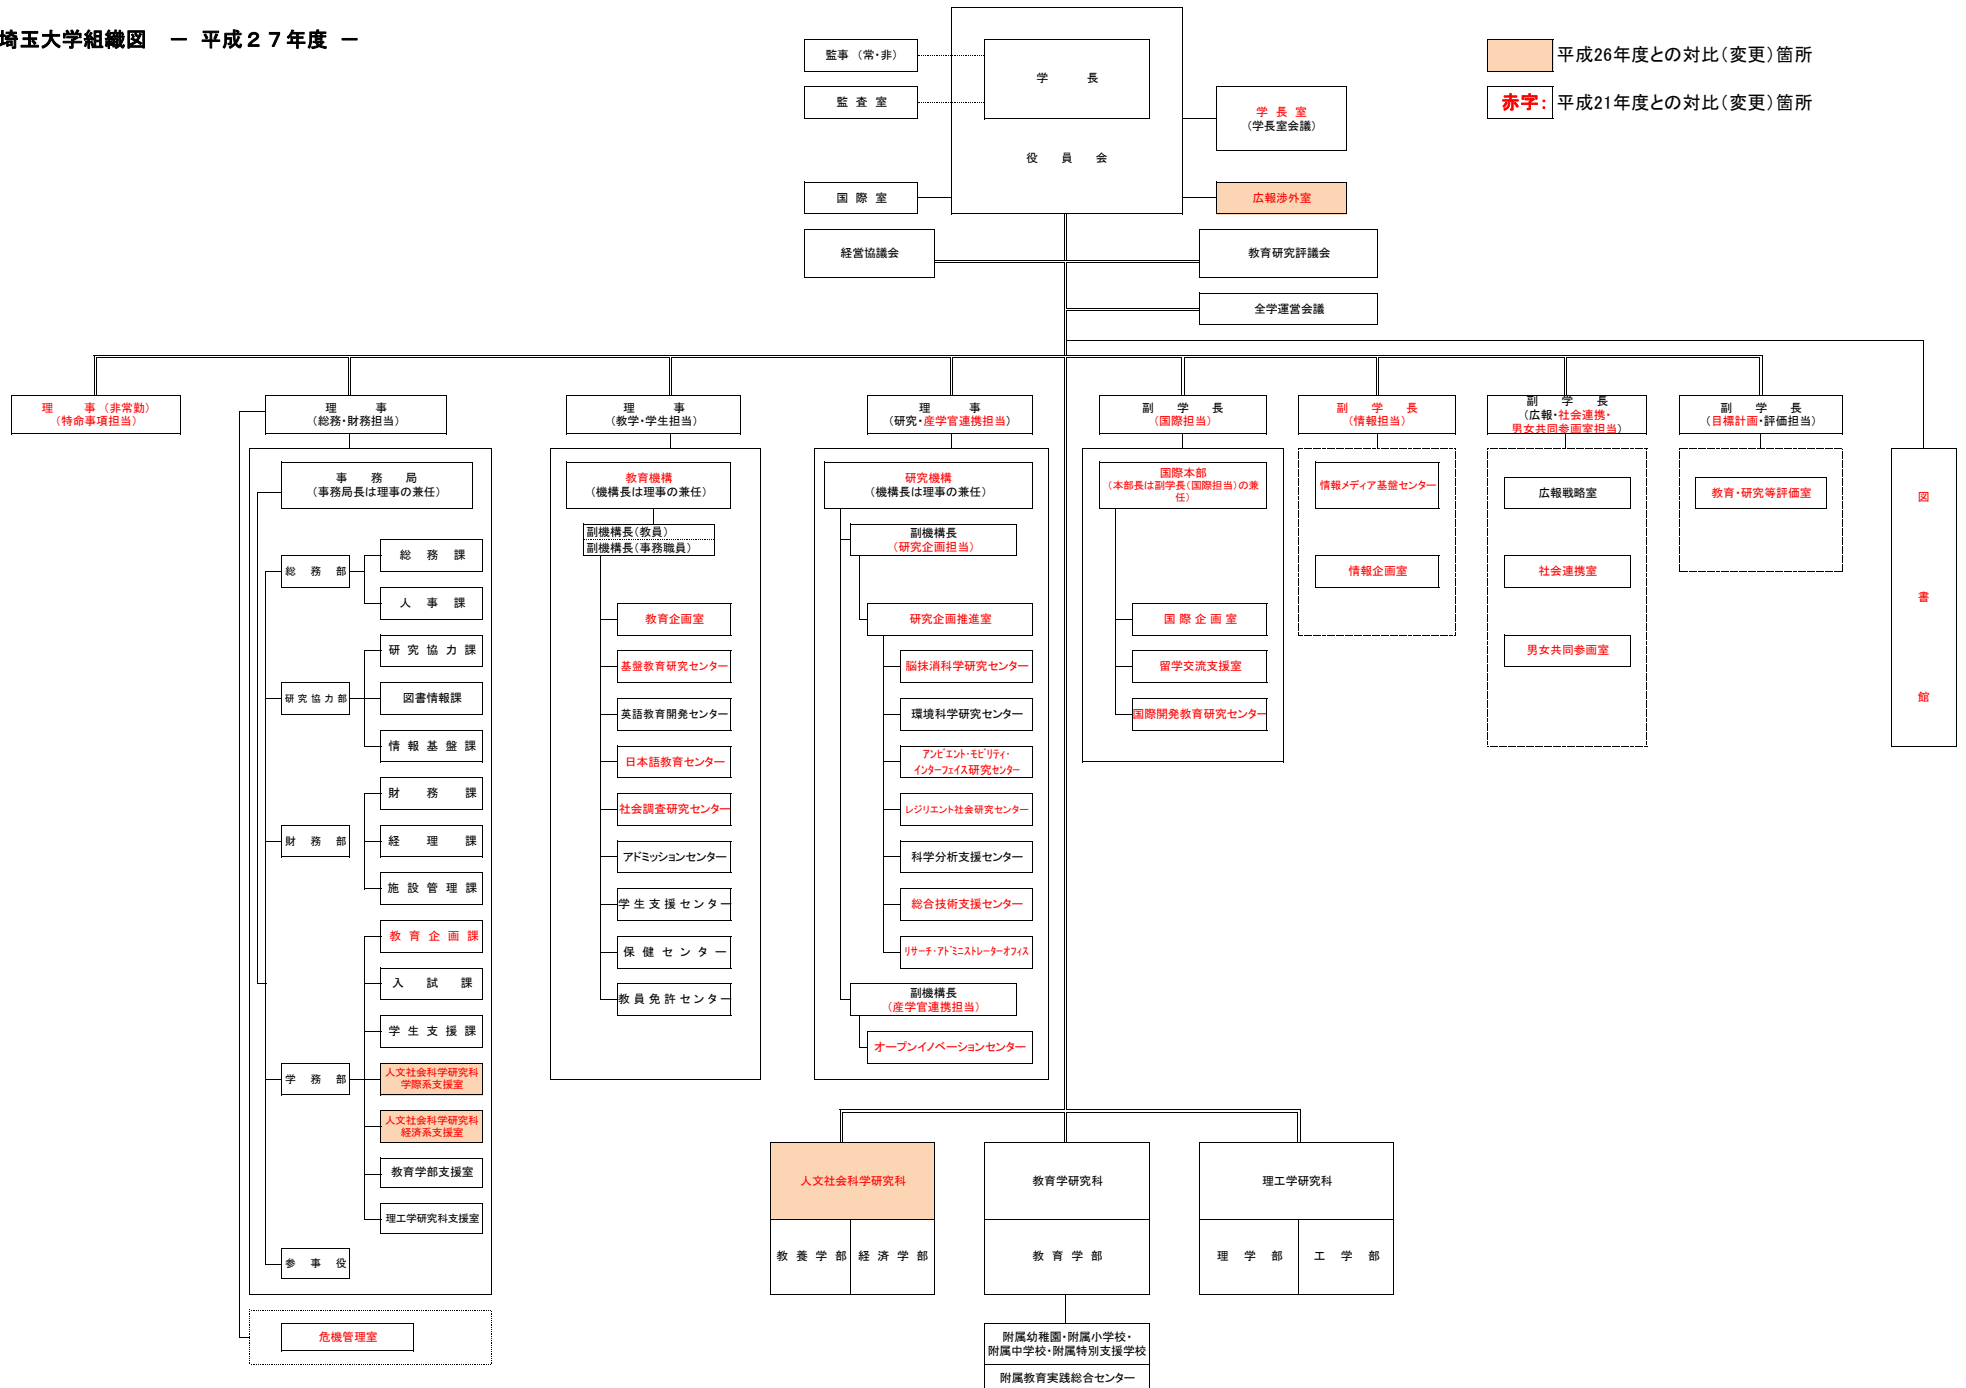 埼玉大学組織図　－ 平成２７年度 －
監事 （常・非）
学　　　長
監 査 室
学 長 室
（学長室会議）
平成26年度との対比（変更）箇所
赤字： 平成21年度との対比（変更）箇所
役　員　会
国 際 室
広報渉外室
経営協議会
教育研究評議会
全学運営会議
理　　事 （非常勤）
（特命事項担当）
理　　　事
（総務・財務担当）
理　　　事
（教学・学生担当）
理　　　事
（研究・産学官連携担当）
副　学　長
（国際担当）
副　学　長
（情報担当）
副　学　長
（広報・社会連携・
男女共同参画室担当）
副　学　長
（目標計画・評価担当）
事　務　局
（事務局長は理事の兼任）
総 務 部
総 務 課
人 事 課
研 究 協 力 部
研 究 協 力 課
図書情報課
情 報 基 盤 課
財 務 部
財 務 課
経 理 課
施 設 管 理 課
学 務 部
教 育 企 画 課
入 試 課
学 生 支 援 課
人文社会科学研究科
学際系支援室
人文社会科学研究科
経済系支援室
教育学部支援室
理工学研究科支援室
参 事 役
危機管理室
教育機構
（機構長は理事の兼任）
副機構長（教員）
副機構長（事務職員）
教育企画室
基盤教育研究センター
英語教育開発センター
日本語教育センター
社会調査研究センター
アドミッションセンター
学 生 支 援 セ ン タ ー
保 健 セ ン タ ー
教 員 免 許 セ ン タ ー
研究機構
（機構長は理事の兼任）
副機構長
（研究企画担当）
研究企画推進室
脳抹消科学研究センター
環境科学研究センター
アンビエント・モビリティ・
インターフェイス研究センター
レジリエント社会研究センター
科学分析支援センター
総合技術支援センター
リサーチ・アドミニストレーターオフィス
副機構長
（産学官連携担当）
オープンイノベーションセンター
国際本部
（本部長は副学長（国際担当）の兼
任）
国 際 企 画 室
留学交流支援室
国際開発教育研究センター
情報メディア基盤センター
情報企画室
広報戦略室
社会連携室
男女共同参画室
教育・研究等評価室
図
書
館
人文社会科学研究科
教 養 学 部
経 済 学 部
教育学研究科
教 育 学 部
理工学研究科
理 学 部
工 学 部
附属幼稚園・附属小学校・
附属中学校・附属特別支援学校
附属教育実践総合センター